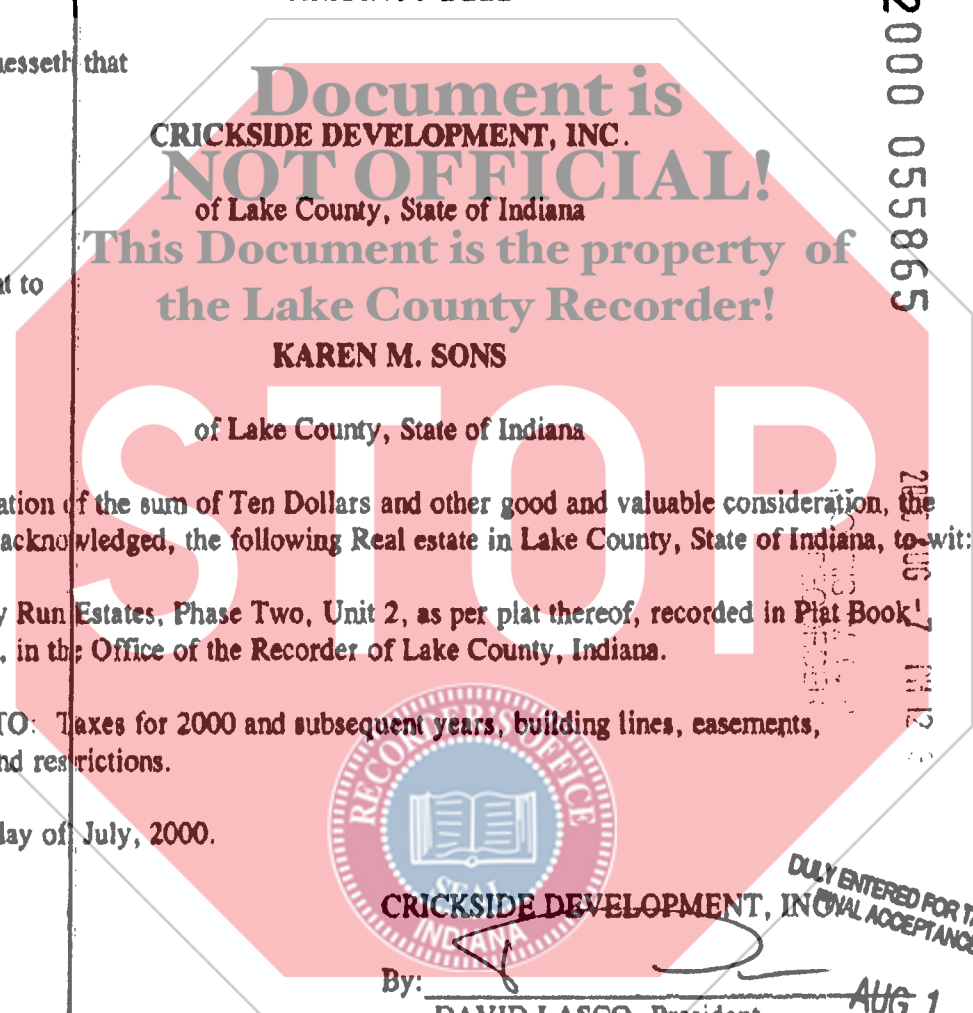 2000 055865
nesseth that
Document is
CRICKSIDE DEVELOPMENT, INC.
NOT OFFICIAL!
of Lake County, State of Indiana
This Document is the property of
the Lake County Recorder!
KAREN M. SONS
STOP
of Lake County, State of Indiana
ation of the sum of Ten Dollars and other good and valuable consideration, the
acknowledged, the following Real estate in Lake County, State of Indiana, to-wit:
Run Estates, Phase Two, Unit 2, as per plat thereof, recorded in Plat Book
, in the Office of the Recorder of Lake County, Indiana.
TO: Taxes for 2000 and subsequent years, building lines, easements,
nd restrictions.
day of July, 2000.
RECORDER'S OFFICE
SEAL
INDIANA
CRICKSIDE DEVELOPMENT, INC.
DULY ENTERED FOR
FINAL ACCEPTANCE
By:
AUG 1
DAVID LASCO, President